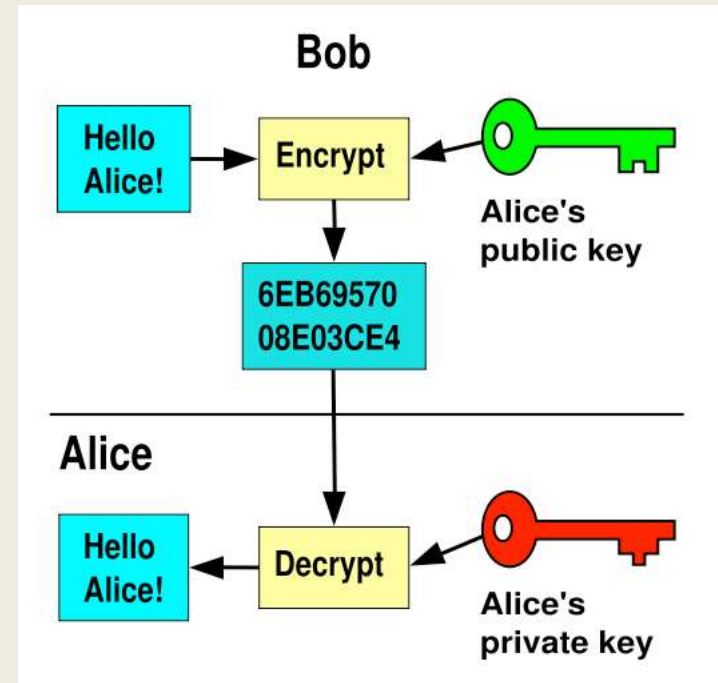 Bob
Hello
Alice!
Encrypt
Alice's
public key
6EB69570
08E03CE4
Alice
Hello
Alice!
Decrypt
Alice's
private key